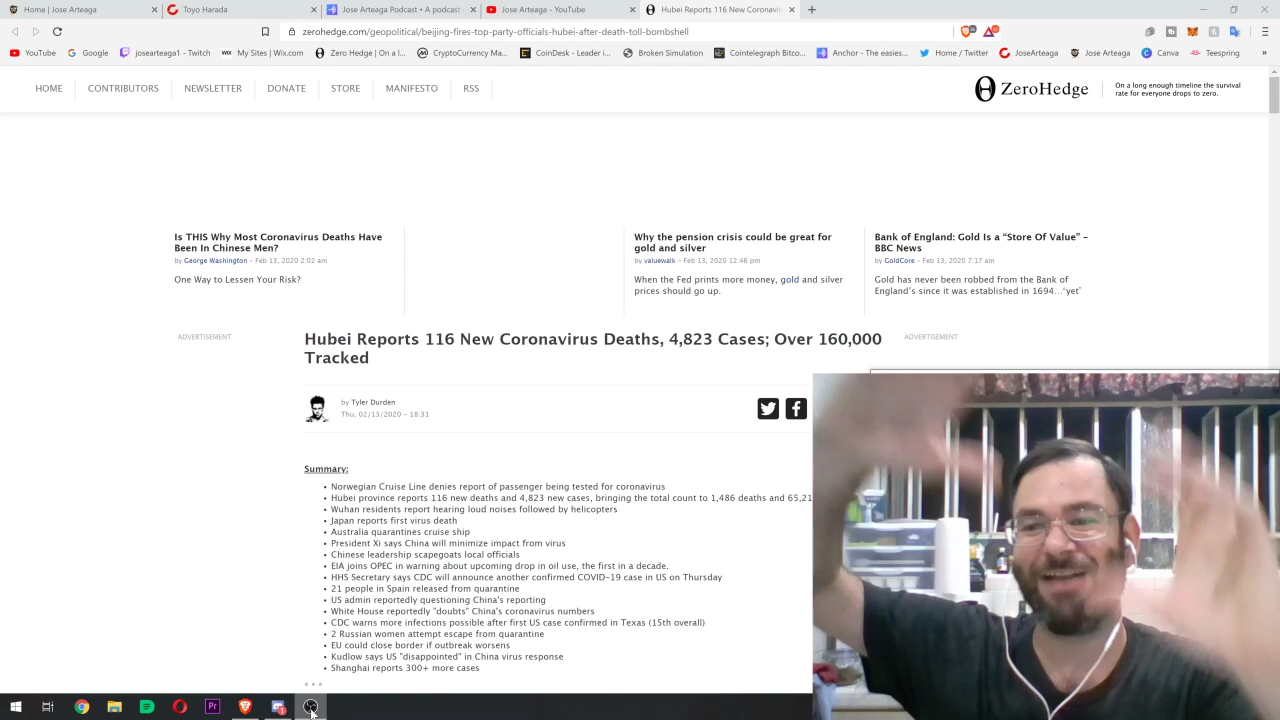 Home | Jose Arteaga
Toyo Harada
Jose Arteaga Podcast • A podcast
Jose Arteaga - YouTube
Hubei Reports 116 New Coronavir
zerohedge.com/geopolitical/beijing-fires-top-party-officials-hubei-after-death-toll-bombshell
YouTube
Google
josearteaga1 - Twitch
WIX My Sites | Wix.com
Zero Hedge | On a l...
CryptoCurrency Ma...
CoinDesk - Leader i...
Broken Simulation
Canva
Cointelegraph Bitco...
Anchor - The easies...
Home / Twitter
JoseArteaga
Jose Arteaga
Teespring
»
HOME
CONTRIBUTORS
NEWSLETTER
DONATE
STORE
MANIFESTO
RSS
ZeroHedge
On a long enough timeline the survival
rate for everyone drops to zero.
Is THIS Why Most Coronavirus Deaths Have
Been In Chinese Men?
by George Washington - Feb 13, 2020 2:02 am
One Way to Lessen Your Risk?
Why the pension crisis could be great for
gold and silver
by valuewalk - Feb 13, 2020 12:46 pm
When the Fed prints more money, gold and silver
prices should go up.
Bank of England: Gold Is a “Store Of Value” –
BBC News
by GoldCore - Feb 13, 2020 7:17 am
Gold has never been robbed from the Bank of
England’s since it was established in 1694...“yet”
ADVERTISEMENT
Hubei Reports 116 New Coronavirus Deaths, 4,823 Cases; Over 160,000
Tracked
ADVERTISEMENT
by Tyler Durden
Thu, 02/13/2020 - 18:31
Summary:
• Norwegian Cruise Line denies report of passenger being tested for coronavirus
• Hubei province reports 116 new deaths and 4,823 new cases, bringing the total count to 1,486 deaths and 65,21
• Wuhan residents report hearing loud noises followed by helicopters
• Japan reports first virus death
• Australia quarantines cruise ship
• President Xi says China will minimize impact from virus
• Chinese leadership scapegoats local officials
• EIA joins OPEC in warning about upcoming drop in oil use, the first in a decade.
• HHS Secretary says CDC will announce another confirmed COVID-19 case in US on Thursday
• 21 people in Spain released from quarantine
• US admin reportedly questioning China's reporting
• White House reportedly "doubts" China's coronavirus numbers
• CDC warns more infections possible after first US case confirmed in Texas (15th overall)
• 2 Russian women attempt escape from quarantine
• EU could close border if outbreak worsens
• Kudlow says US "disappointed" in China virus response
• Shanghai reports 300+ more cases
* * *
Pr